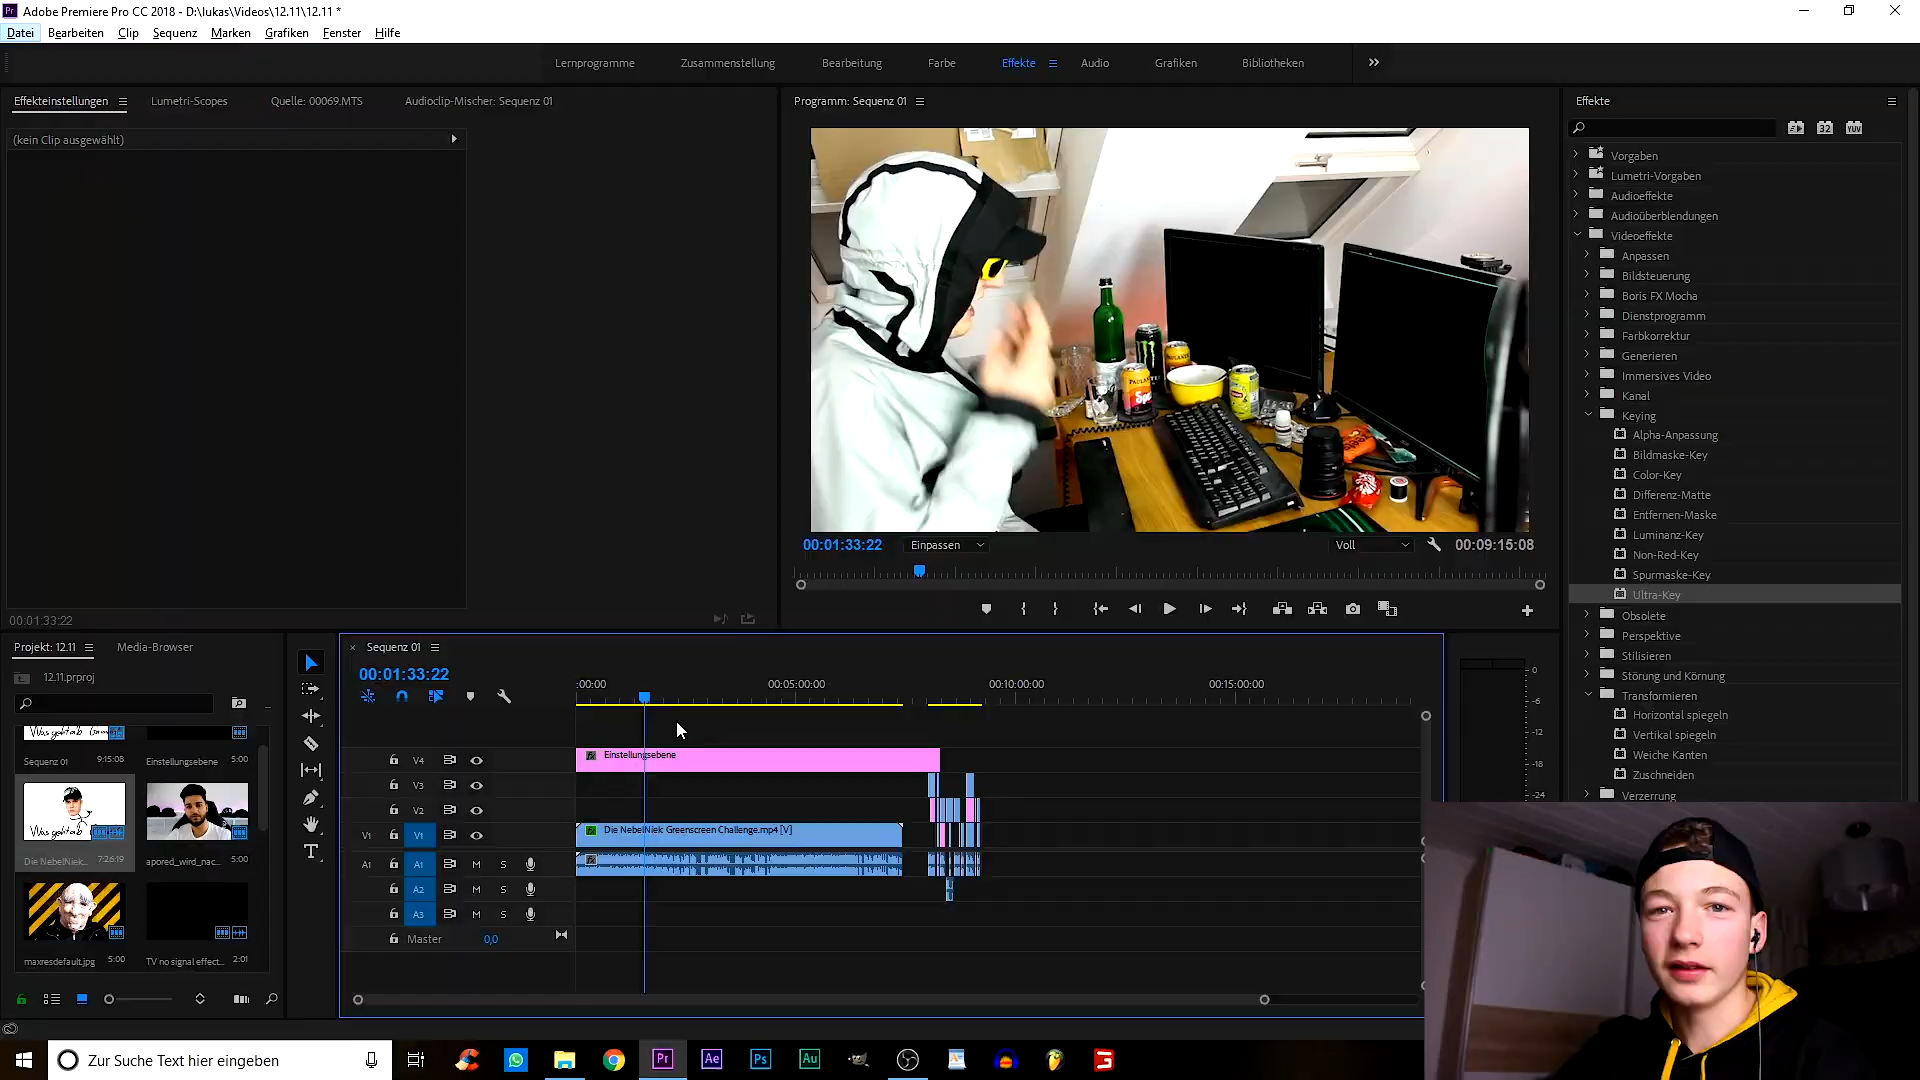 Adobe Premiere Pro CC 2018 - D:\lukas\Videos\12.11\12.11 *
Datei Bearbeiten Clip Sequenz Marken Grafiken Fenster Hilfe
Lernprogramme Zusammenstellung Bearbeitung Farbe Effekte Audio Grafiken Bibliotheken
Effekteinstellungen Lumetri-Scopes Quelle: 00069.MTS Audioclip-Mischer: Sequenz 01
(kein Clip ausgewählt)
00:01:33:22
Programm: Sequenz 01
00:01:33:22 Einpassen Voll 00:09:15:08
Effekte
Vorgaben
Lumetri-Vorgaben
Audioeffekte
Audioüberblendungen
Videoeffekte
Anpassen
Bildsteuerung
Boris FX Mocha
Dienstprogramm
Farbkorrektur
Generieren
Immersives Video
Kanal
Keying
Alpha-Anpassung
Bildmaske-Key
Color-Key
Differenz-Matte
Entfernen-Maske
Luminanz-Key
Non-Red-Key
Spurmaske-Key
Ultra-Key
Obsolete
Perspektive
Stilisieren
Störung und Körnung
Transformieren
Horizontal spiegeln
Vertikal spiegeln
Weiche Kanten
Zuschneiden
Verzerrung
Projekt: 12.11 Media-Browser
12.11.prproj
Sequenz 01 9:15:08 Einstellungsebene 5:00
Die NebelNiek... 7:26:19 apored_wird_nac... 5:00
maxresdefault.jpg 5:00 TV no signal effect... 2:01
Sequenz 01
00:01:33:22
:00:00 00:05:00:00 00:10:00:00 00:15:00:00
V4 Einstellungsebene
V3
V2
V1 V1 Die NebelNiek Greenscreen Challenge.mp4 [V]
A1 A1 M S
A2 M S
A3 M S
Master 0,0
0
-6
-12
-18
-24
Zur Suche Text hier eingeben
Pr Ae Ps Au